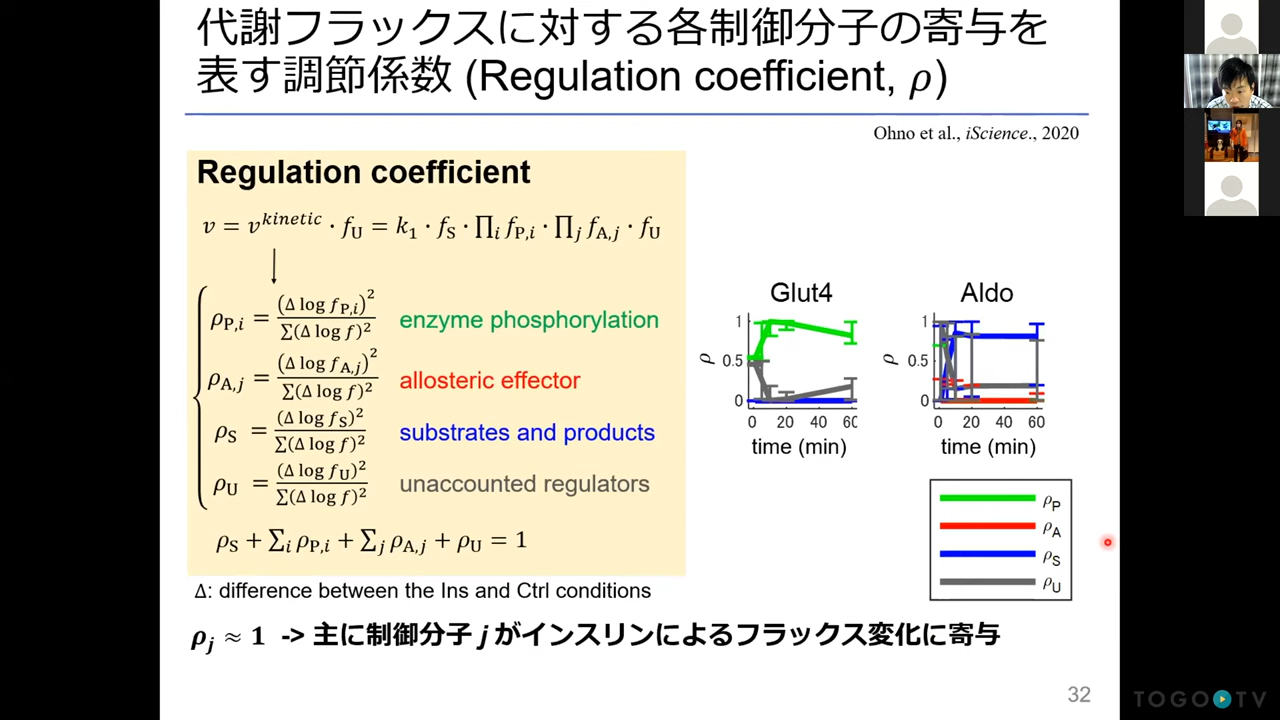 代謝フラックスに対する各制御分子の寄与を
表す調節係数 (Regulation coefficient, ρ)
Ohno et al., iScience., 2020
Regulation coefficient
v = v^kinetic · f_U = k_1 · f_S · ∏_i f_P,i · ∏_j f_A,j · f_U
ρ_P,i = (Δ log f_P,i)^2 / ∑(Δ log f)^2 enzyme phosphorylation
ρ_A,j = (Δ log f_A,j)^2 / ∑(Δ log f)^2 allosteric effector
ρ_S = (Δ log f_S)^2 / ∑(Δ log f)^2 substrates and products
ρ_U = (Δ log f_U)^2 / ∑(Δ log f)^2 unaccounted regulators
ρ_S + ∑_i ρ_P,i + ∑_j ρ_A,j + ρ_U = 1
Δ: difference between the Ins and Ctrl conditions
Glut4
1
ρ 0.5
0
0 20 40 60
time (min)
Aldo
1
ρ 0.5
0
0 20 40 60
time (min)
ρ_P
ρ_A
ρ_S
ρ_U
ρ_j ≈ 1 -> 主に制御分子 j がインスリンによるフラックス変化に寄与
32
TOGO TV